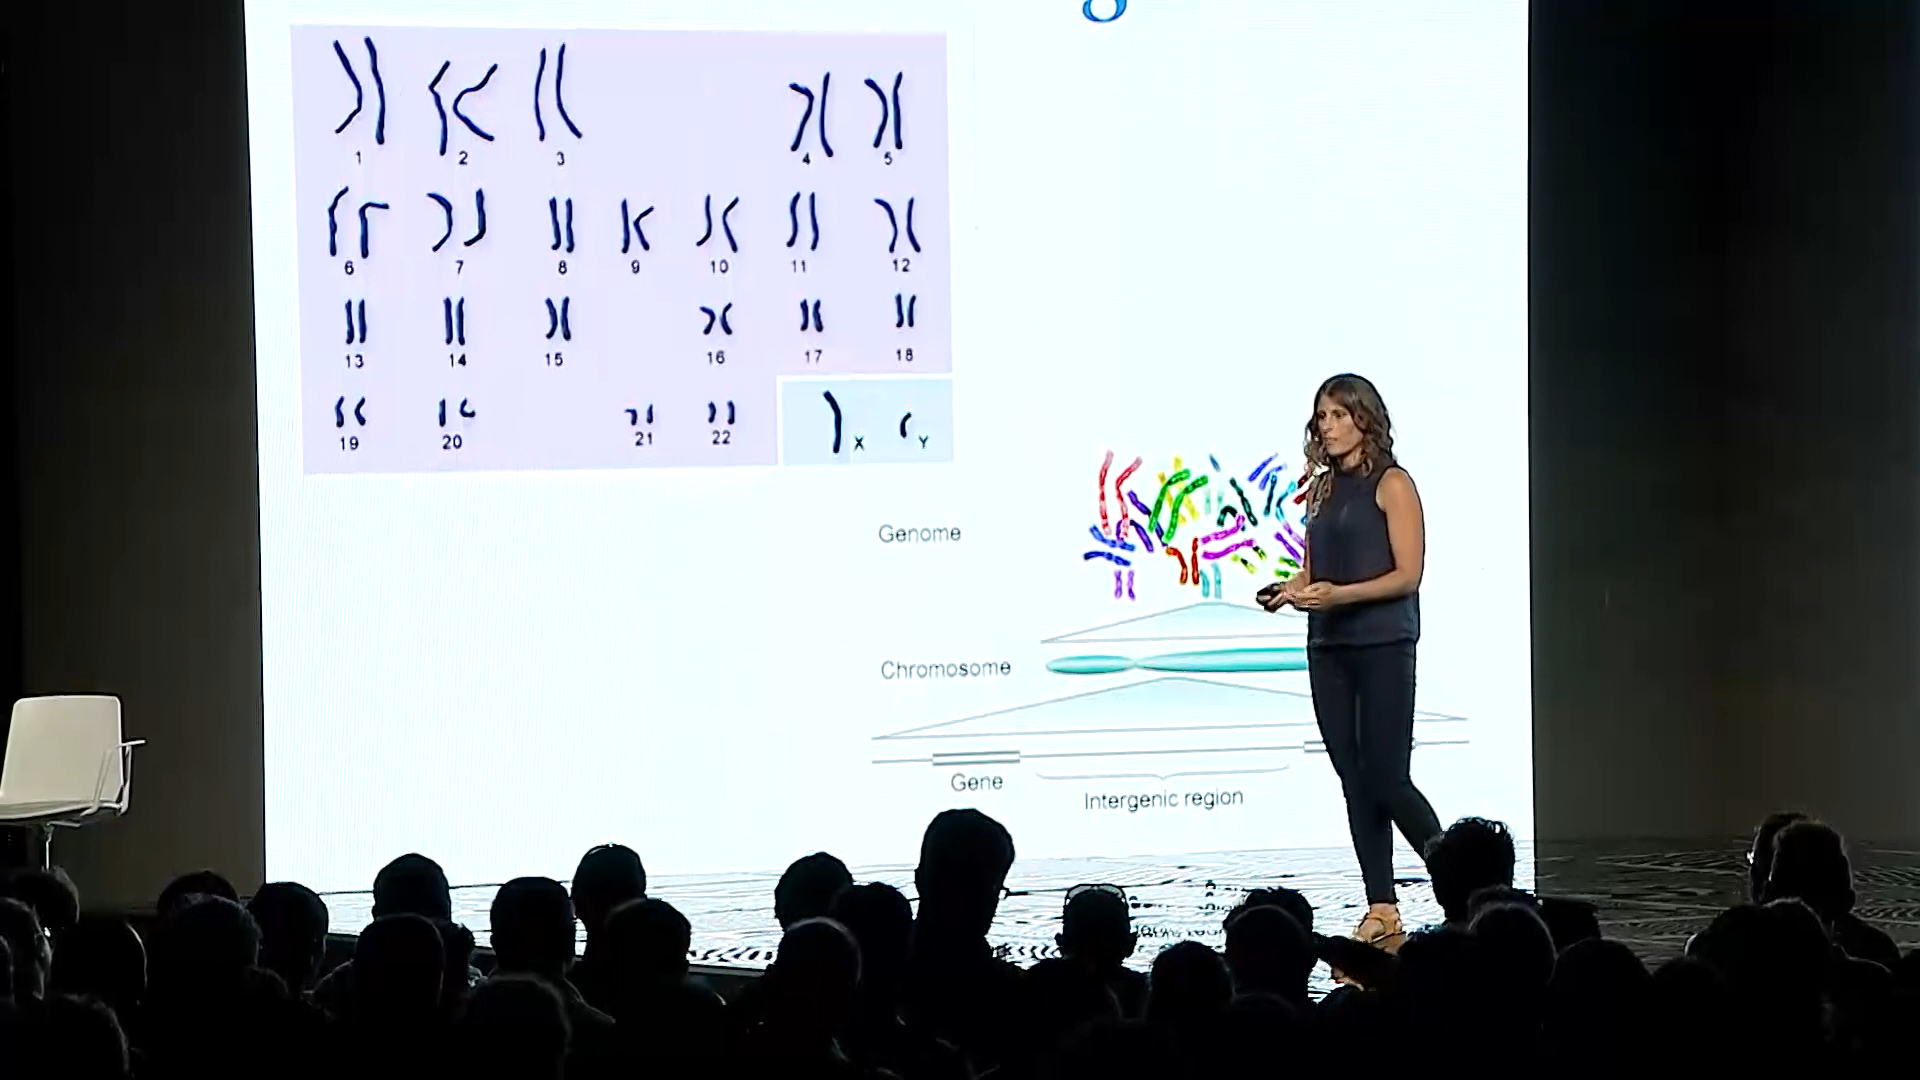 1 2 3 4 5
6 7 8 9 10 11 12
13 14 15 16 17 18
19 20 21 22 X Y
Genome
Chromosome
Gene
Intergenic region